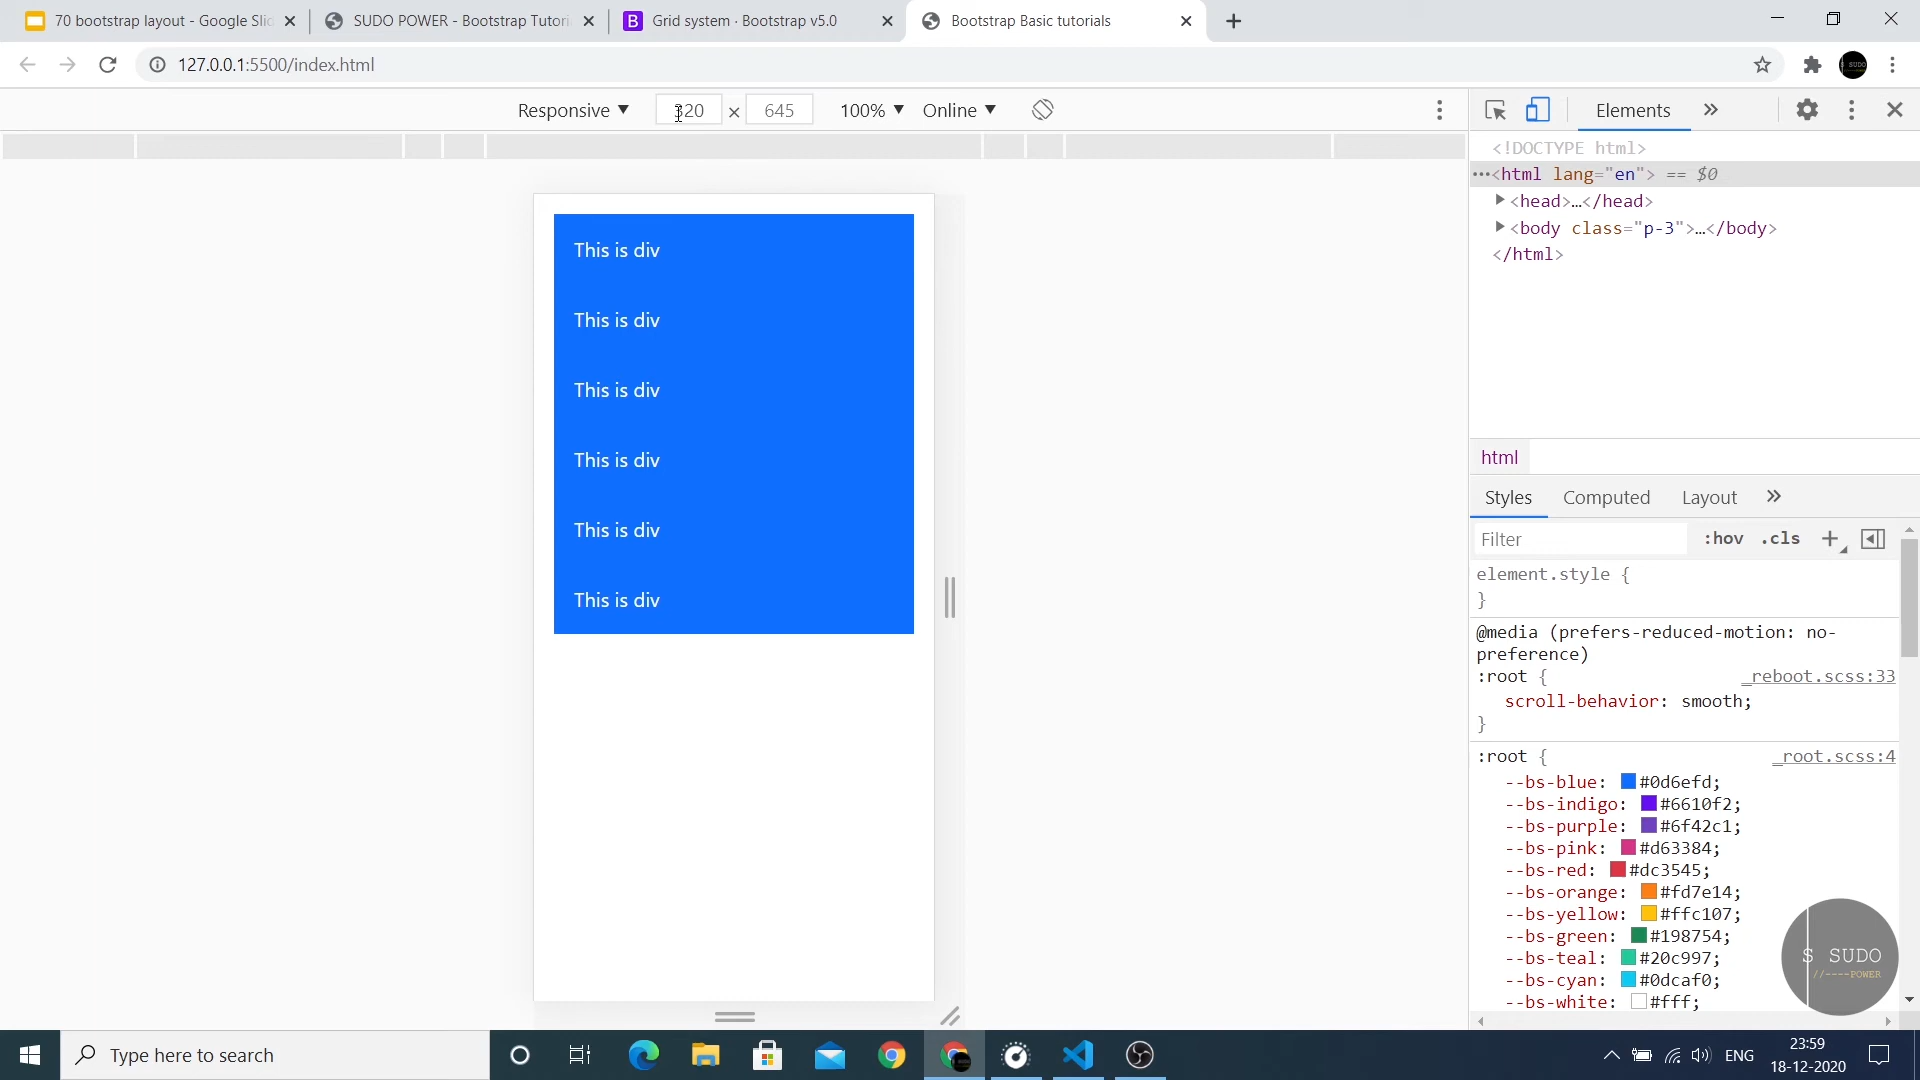 70 bootstrap layout - Google Slid
SUDO POWER - Bootstrap Tutori
B Grid system · Bootstrap v5.0
Bootstrap Basic tutorials
127.0.0.1:5500/index.html
Responsive ▼ 320 × 645 100% ▼ Online ▼
Elements
<!DOCTYPE html>
···<html lang="en"> == $0
<head>…</head>
<body class="p-3">…</body>
</html>
This is div
This is div
This is div
This is div
This is div
This is div
html
Styles Computed Layout
Filter :hov .cls +
element.style {
}
@media (prefers-reduced-motion: no-
preference)
:root { _reboot.scss:33
scroll-behavior: smooth;
}
:root { _root.scss:4
--bs-blue: #0d6efd;
--bs-indigo: #6610f2;
--bs-purple: #6f42c1;
--bs-pink: #d63384;
--bs-red: #dc3545;
--bs-orange: #fd7e14;
--bs-yellow: #ffc107;
--bs-green: #198754;
--bs-teal: #20c997;
--bs-cyan: #0dcaf0;
--bs-white: #fff;
S SUDO
//----POWER
Type here to search
ENG
23:59
18-12-2020